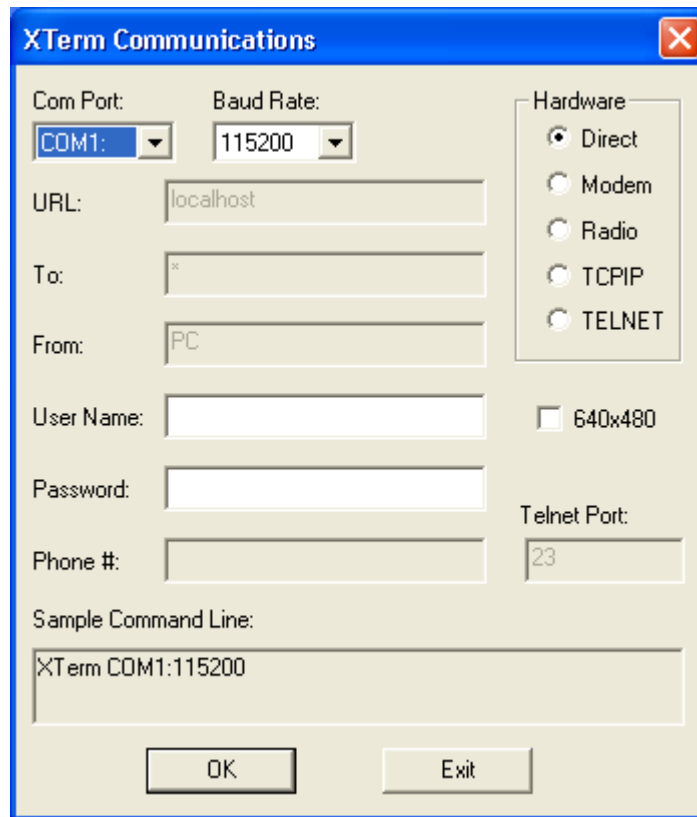 XTerm Communications
Com Port: Baud Rate: Hardware
COM1: 115200 Direct
URL: localhost Modem
Radio
To: * TCPIP
From: PC TELNET
User Name: 640x480
Password:
Telnet Port:
Phone #: 23
Sample Command Line:
XTerm COM1:115200
OK Exit